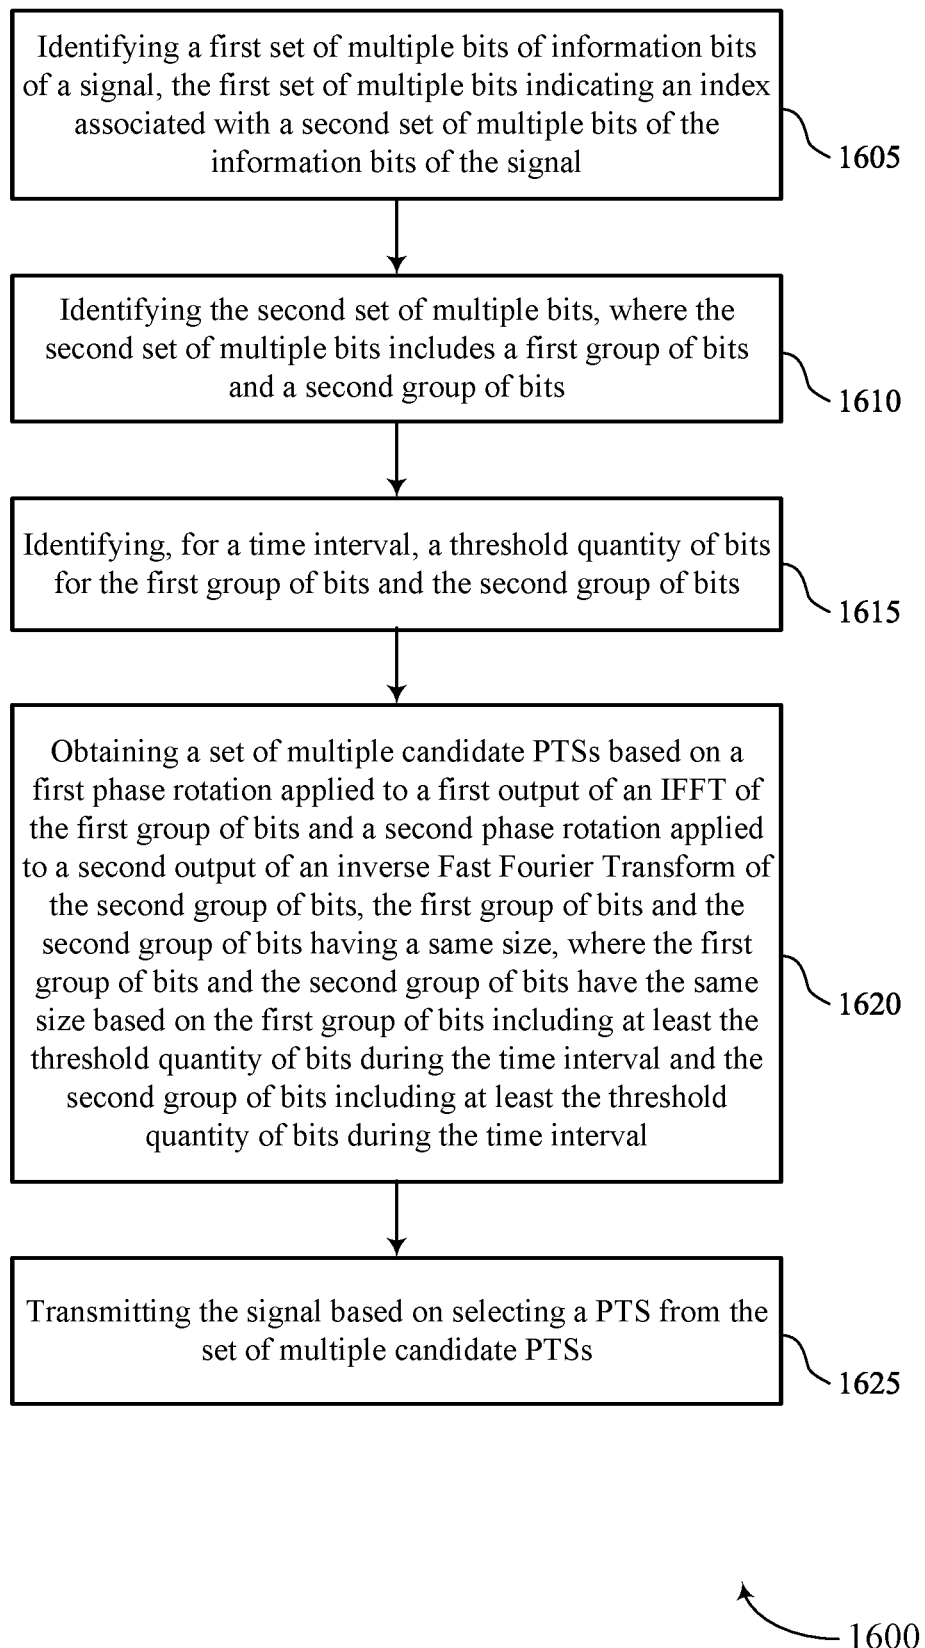 Identifying a first set of multiple bits of information bits
of a signal, the first set of multiple bits indicating an index
associated with a second set of multiple bits of the
information bits of the signal
1605
Identifying the second set of multiple bits, where the
second set of multiple bits includes a first group of bits
and a second group of bits
1610
Identifying, for a time interval, a threshold quantity of bits
for the first group of bits and the second group of bits
1615
Obtaining a set of multiple candidate PTSs based on a
first phase rotation applied to a first output of an IFFT of
the first group of bits and a second phase rotation applied
to a second output of an inverse Fast Fourier Transform of
the second group of bits, the first group of bits and the
second group of bits having a same size, where the first
group of bits and the second group of bits have the same
size based on the first group of bits including at least the
threshold quantity of bits during the time interval and the
second group of bits including at least the threshold
quantity of bits during the time interval
1620
Transmitting the signal based on selecting a PTS from the
set of multiple candidate PTSs
1625
1600